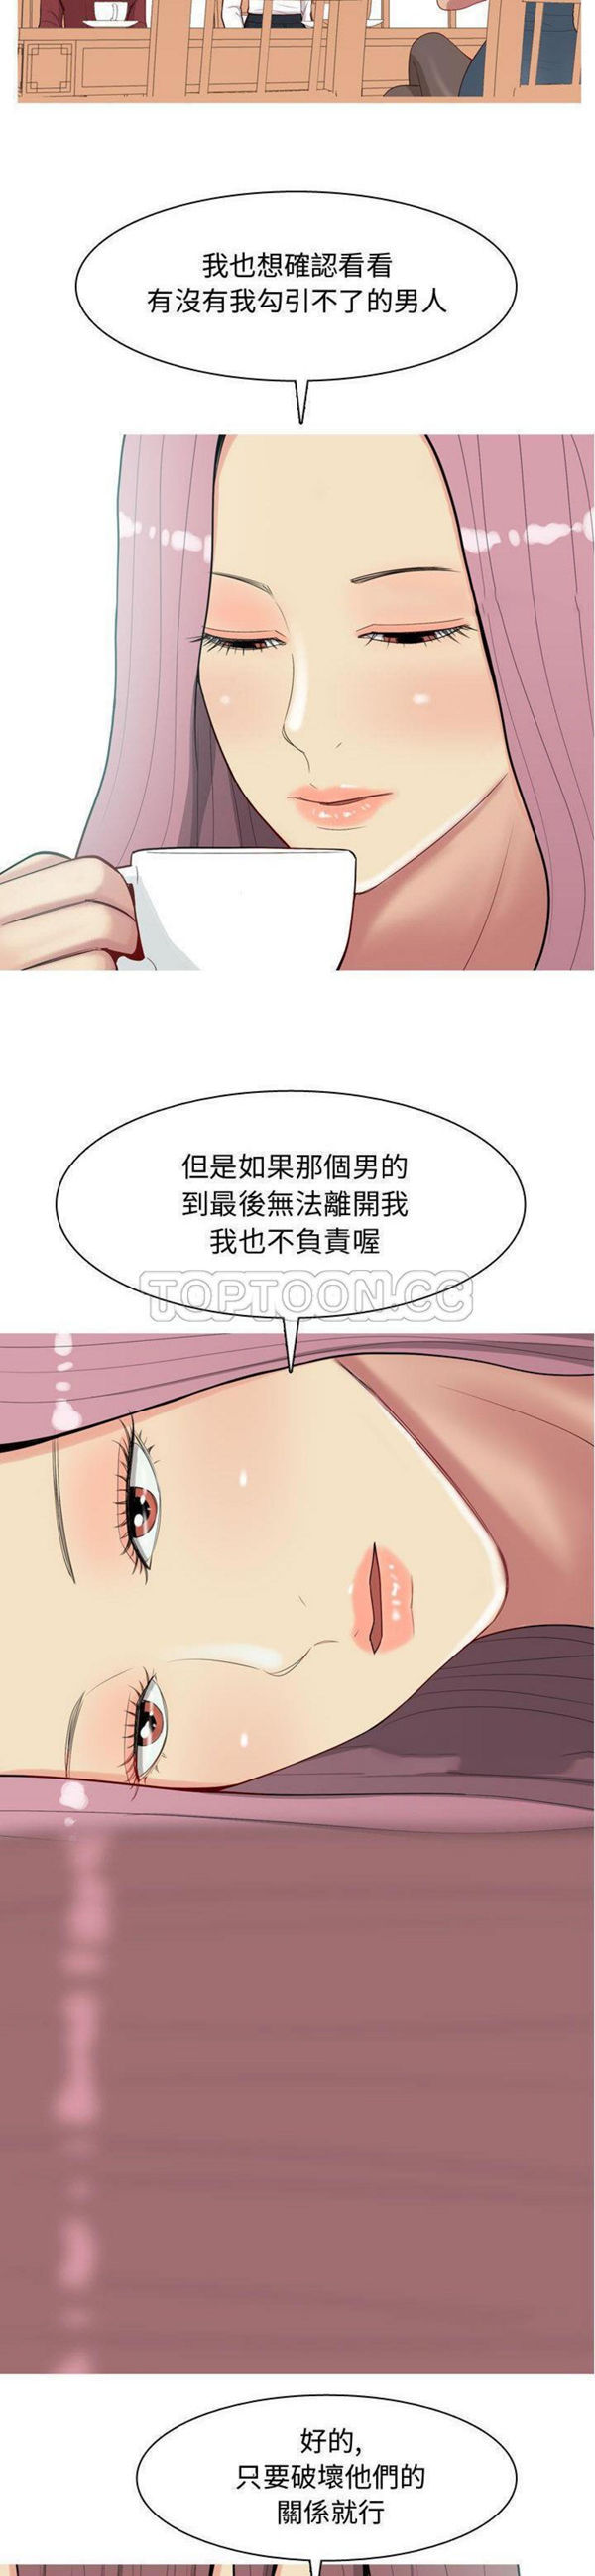 我也想確認看看
有沒有我勾引不了的男人
但是如果那個男的
到最後無法離開我
我也不負責喔
TOPTOON.CC
好的,
只要破壞他們的
關係就行